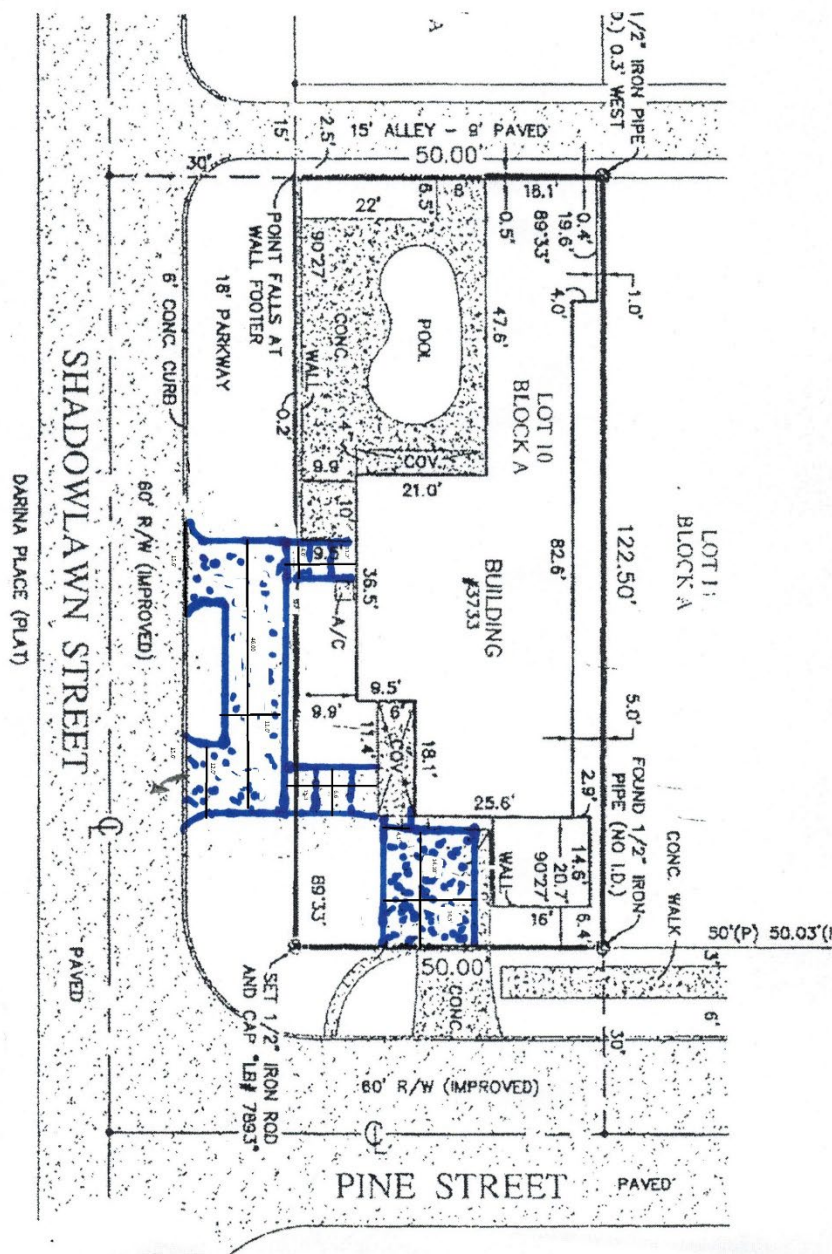 A
1/2" IRON PIPE
D.) 0.3' WEST
15' ALLEY - 9' PAVED
50.00'
15'
2.5'
30'
22'
6.5'
8'
16.1'
0.5'
0.4'
19.6'
89°33'
1.0'
4.0'
POINT FALLS AT
WALL FOOTER
90°27'
WALL
CONC.
POOL
47.6'
LOT 10
BLOCK A
LOT 11
BLOCK A
6' CONC. CURB
18' PARKWAY
0.2'
4'
COV.
9.9'
21.0'
10'
SHADOWLAWN STREET
DARINA PLACE (PLAT)
60' R/W (IMPROVED)
36.5'
A/C
BUILDING
#3733
82.6'
122.50'
5.0'
9.9'
9.5'
6'
11.4'
COV
18.1'
25.6'
2.9'
FOUND 1/2" IRON
PIPE (NO I.D.)
WALL
14.6'
20.7'
90°27'
16'
6.4'
CONC. WALK
89°33'
50'(P) 50.03'(
50.00
CONC.
3'
6'
30'
SET 1/2" IRON ROD
AND CAP "LB# 7893"
PAVED
60' R/W (IMPROVED)
PINE STREET
PAVED